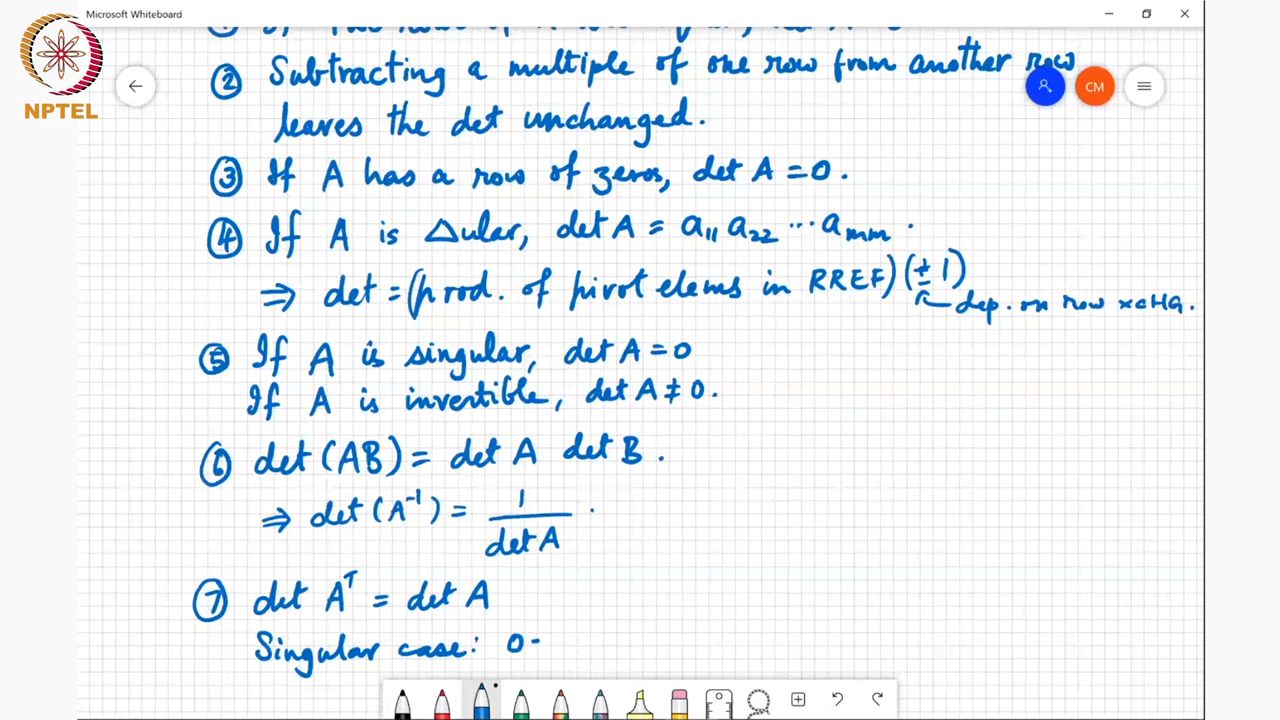 Microsoft Whiteboard
NPTEL
② Subtracting a multiple of one row from another row
CM
leaves the det unchanged.
③ If A has a row of zeros, det A = 0.
④ If A is Δular, det A = a₁₁ a₂₂ ... aₘₘ.
⇒ det = (prod. of pivot elems in RREF) (± 1)
dep. on row xcHG.
⑤ If A is singular, det A = 0
If A is invertible, det A ≠ 0.
⑥ det (AB) = det A det B.
⇒ det (A⁻¹) = 1 / det A.
⑦ det Aᵀ = det A
Singular case: 0-